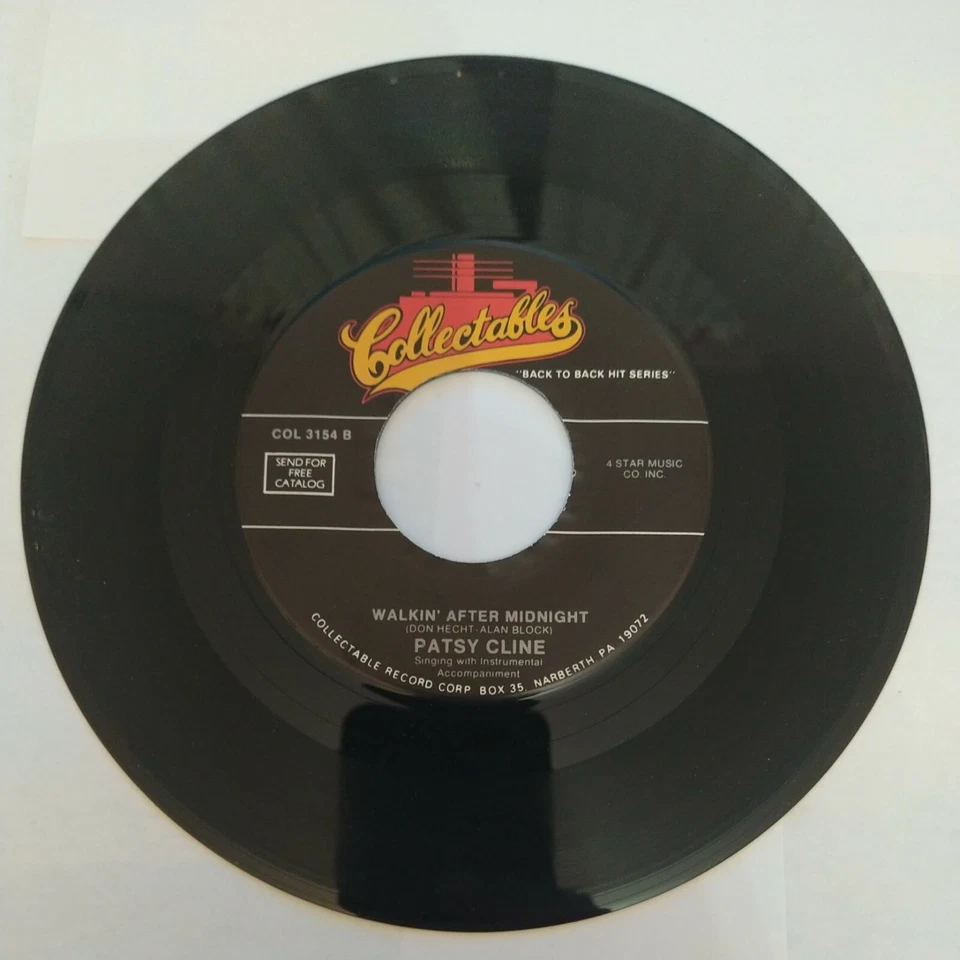 Collectables
"BACK TO BACK HIT SERIES"
COL 3154 B
SEND FOR
FREE
CATALOG
4 STAR MUSIC
CO. INC.
WALKIN' AFTER MIDNIGHT
(DON HECHT-ALAN BLOCK)
PATSY CLINE
Singing with Instrumental
Accompaniment
COLLECTABLE RECORD CORP BOX 35, NARBERTH, PA 19072